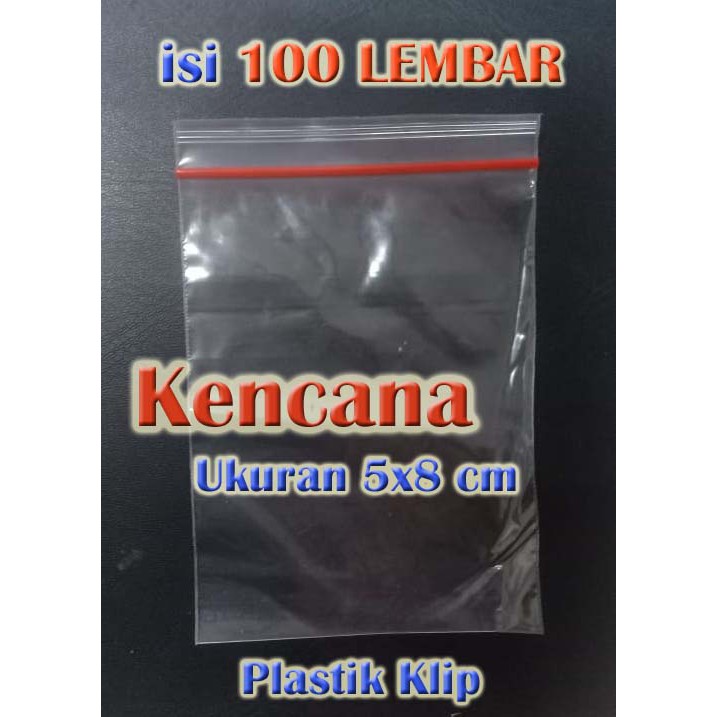 isi 100 LEMBAR
Kencana
Ukuran 5x8 cm
Plastik Klip